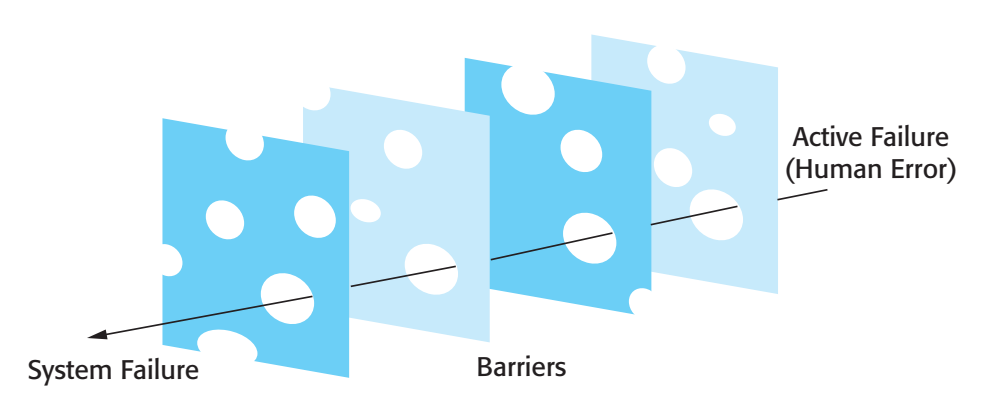 Active Failure
(Human Error)
System Failure
Barriers